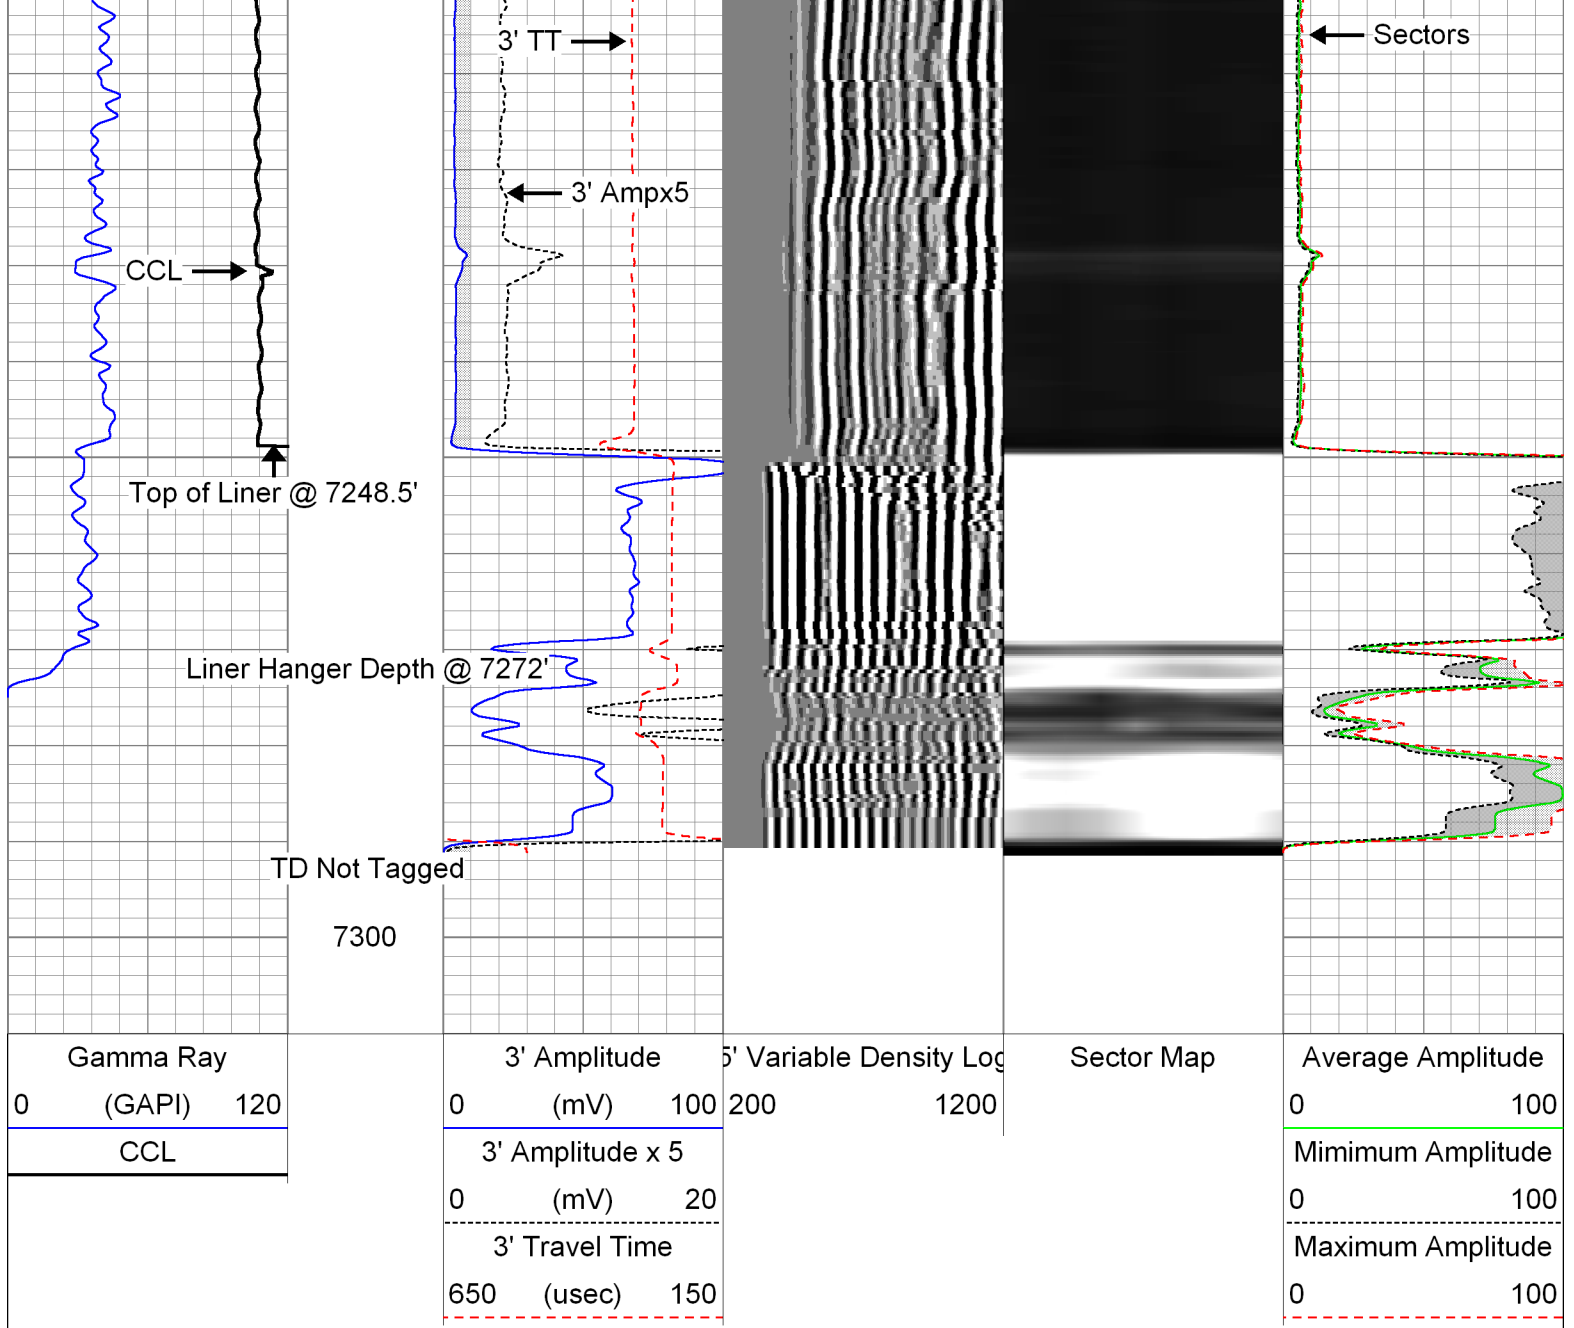 3' TT
Sectors
3' Ampx5
CCL
Top of Liner @ 7248.5'
Liner Hanger Depth @ 7272'
TD Not Tagged
7300
Gamma Ray
0 (GAPI) 120
CCL
3' Amplitude
0 (mV) 100
3' Amplitude x 5
0 (mV) 20
3' Travel Time
650 (usec) 150
5' Variable Density Log
200 1200
Sector Map
Average Amplitude
0 100
Mimimum Amplitude
0 100
Maximum Amplitude
0 100